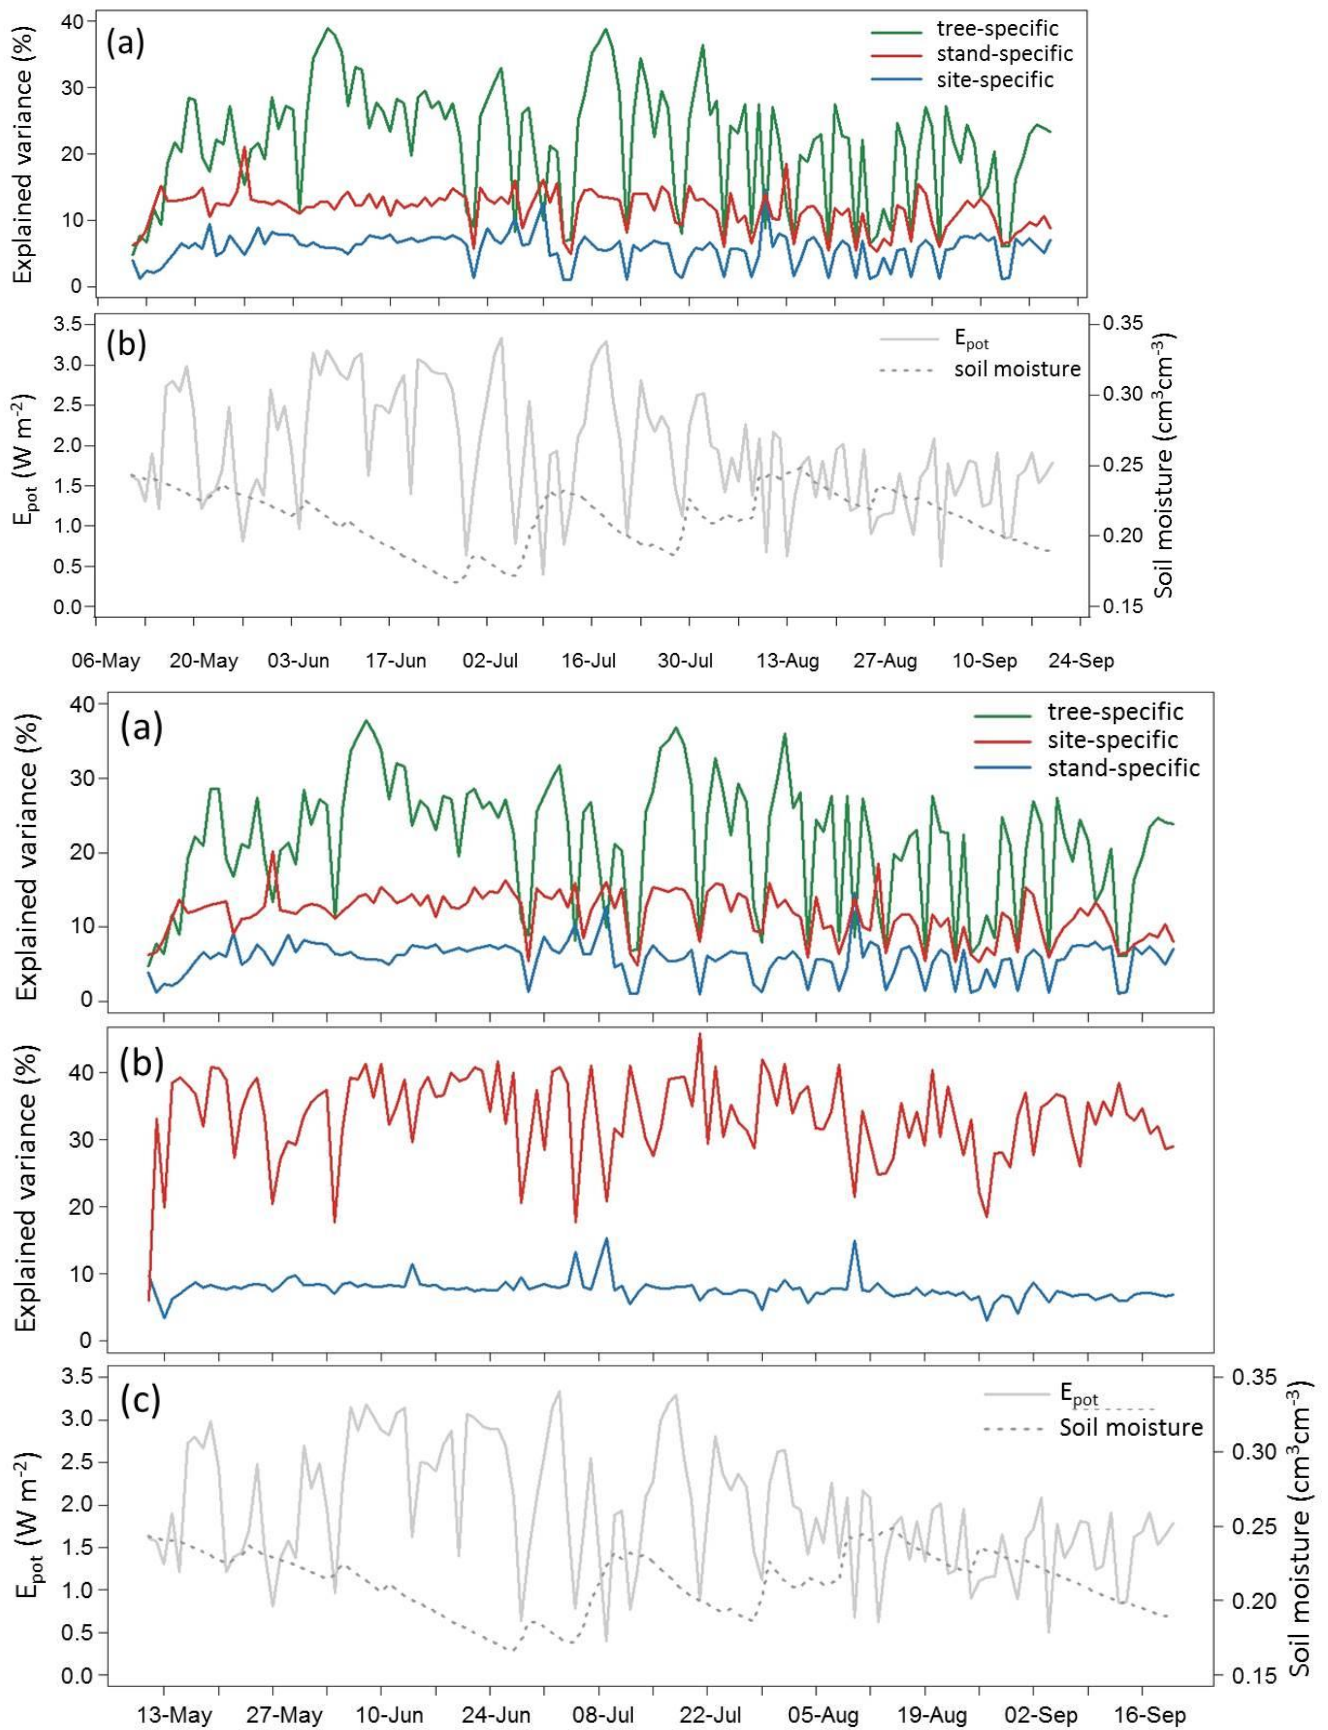 Explained variance (%)
40
30
20
10
0
(a)
tree-specific
stand-specific
site-specific
E_pot (W m⁻²)
3.5
3.0
2.5
2.0
1.5
1.0
0.5
0.0
(b)
E_pot
soil moisture
0.35
0.30
0.25
0.20
0.15
Soil moisture (cm³cm⁻³)
06-May 20-May 03-Jun 17-Jun 02-Jul 16-Jul 30-Jul 13-Aug 27-Aug 10-Sep 24-Sep
Explained variance (%)
40
30
20
10
0
(a)
tree-specific
site-specific
stand-specific
Explained variance (%)
40
30
20
10
0
(b)
E_pot (W m⁻²)
3.5
3.0
2.5
2.0
1.5
1.0
0.5
0.0
(c)
E_pot
Soil moisture
0.35
0.30
0.25
0.20
0.15
Soil moisture (cm³cm⁻³)
13-May 27-May 10-Jun 24-Jun 08-Jul 22-Jul 05-Aug 19-Aug 02-Sep 16-Sep